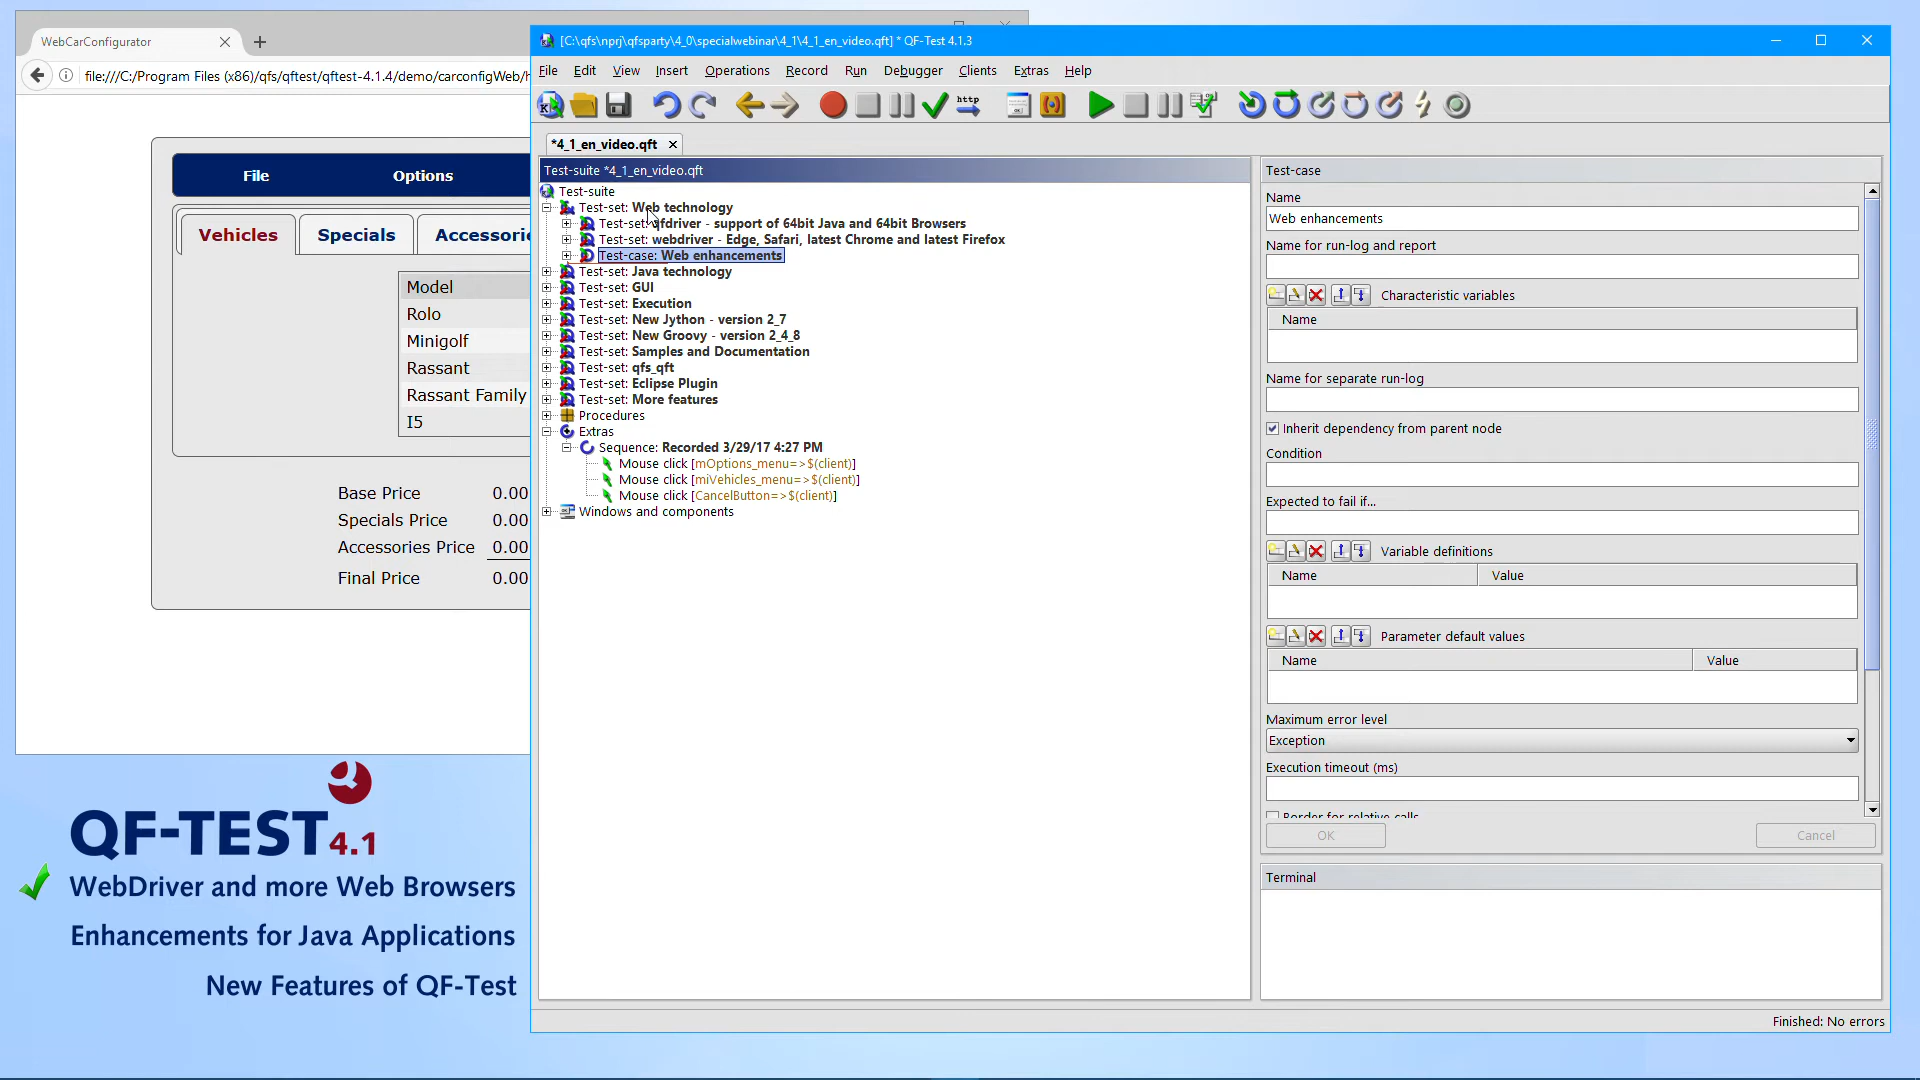 WebCarConfigurator
file:///C:/Program Files (x86)/qfs/qftest/qftest-4.1.4/demo/carconfigWeb/h
File Options
Vehicles Specials Accessorie
Model
Rolo
Minigolf
Rassant
Rassant Family
I5
Base Price 0.00
Specials Price 0.00
Accessories Price 0.00
Final Price 0.00
QF-TEST 4.1
WebDriver and more Web Browsers
Enhancements for Java Applications
New Features of QF-Test
[C:\qfs\nprj\qfsparty\4_0\specialwebinar\4_1\4_1_en_video.qft] * QF-Test 4.1.3
File Edit View Insert Operations Record Run Debugger Clients Extras Help
http
*4_1_en_video.qft
Test-suite *4_1_en_video.qft
Test-suite
Test-set: Web technology
Test-set: qfdriver - support of 64bit Java and 64bit Browsers
Test-set: webdriver - Edge, Safari, latest Chrome and latest Firefox
Test-case: Web enhancements
Test-set: Java technology
Test-set: GUI
Test-set: Execution
Test-set: New Jython - version 2_7
Test-set: New Groovy - version 2_4_8
Test-set: Samples and Documentation
Test-set: qfs_qft
Test-set: Eclipse Plugin
Test-set: More features
Procedures
Extras
Sequence: Recorded 3/29/17 4:27 PM
Mouse click [mOptions_menu=>$(client)]
Mouse click [miVehicles_menu=>$(client)]
Mouse click [CancelButton=>$(client)]
Windows and components
Test-case
Name
Web enhancements
Name for run-log and report
Characteristic variables
Name
Name for separate run-log
Inherit dependency from parent node
Condition
Expected to fail if...
Variable definitions
Name Value
Parameter default values
Name Value
Maximum error level
Exception
Execution timeout (ms)
Border for relative calls
OK Cancel
Terminal
Finished: No errors